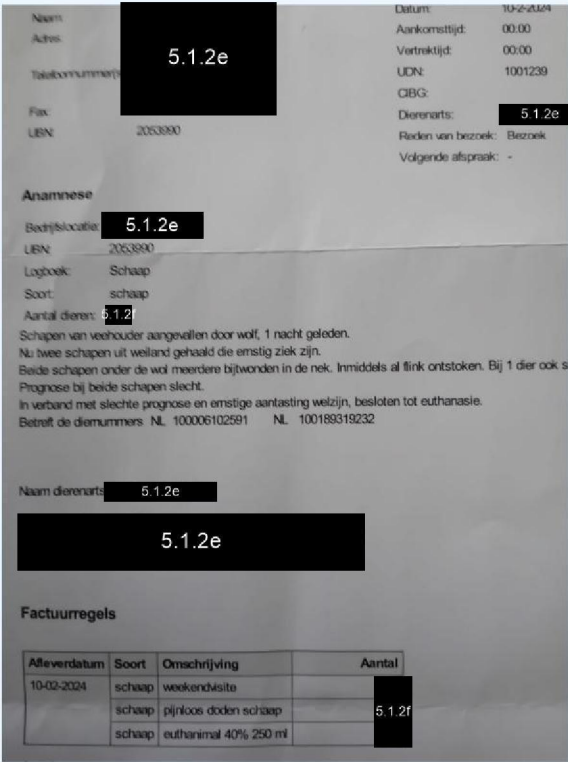 Naam
Adres
5.1.2e
Telefoonnummer(s
Fax
UBN: 2053990
Datum: 10-2-2024
Aankomsttijd: 00:00
Vertrektijd: 00:00
UDN: 1001239
CIBG:
Dierenarts: 5.1.2e
Reden van bezoek: Bezoek
Volgende afspraak: -
Anamnese
Bedrijfslocatie: 5.1.2e
UBN: 2053990
Logboek: Schaap
Soort: schaap
Aantal dieren: 5.1.2f
Schapen van veehouder aangevallen door wolf, 1 nacht geleden.
Nu twee schapen uit weiland gehaald die ernstig ziek zijn.
Beide schapen onder de wol meerdere bijtwonden in de nek. Inmiddels al flink ontstoken. Bij 1 dier ook s
Prognose bij beide schapen slecht.
In verband met slechte prognose en ernstige aantasting welzijn, besloten tot euthanasie.
Betreft de diernummers NL 100006102591 NL 100189319232
Naam dierenarts 5.1.2e
5.1.2e
Factuurregels
Afleverdatum Soort Omschrijving Aantal
10-02-2024 schaap weekendvisite
schaap pijnloos doden schaap 5.1.2f
schaap euthanimal 40% 250 ml